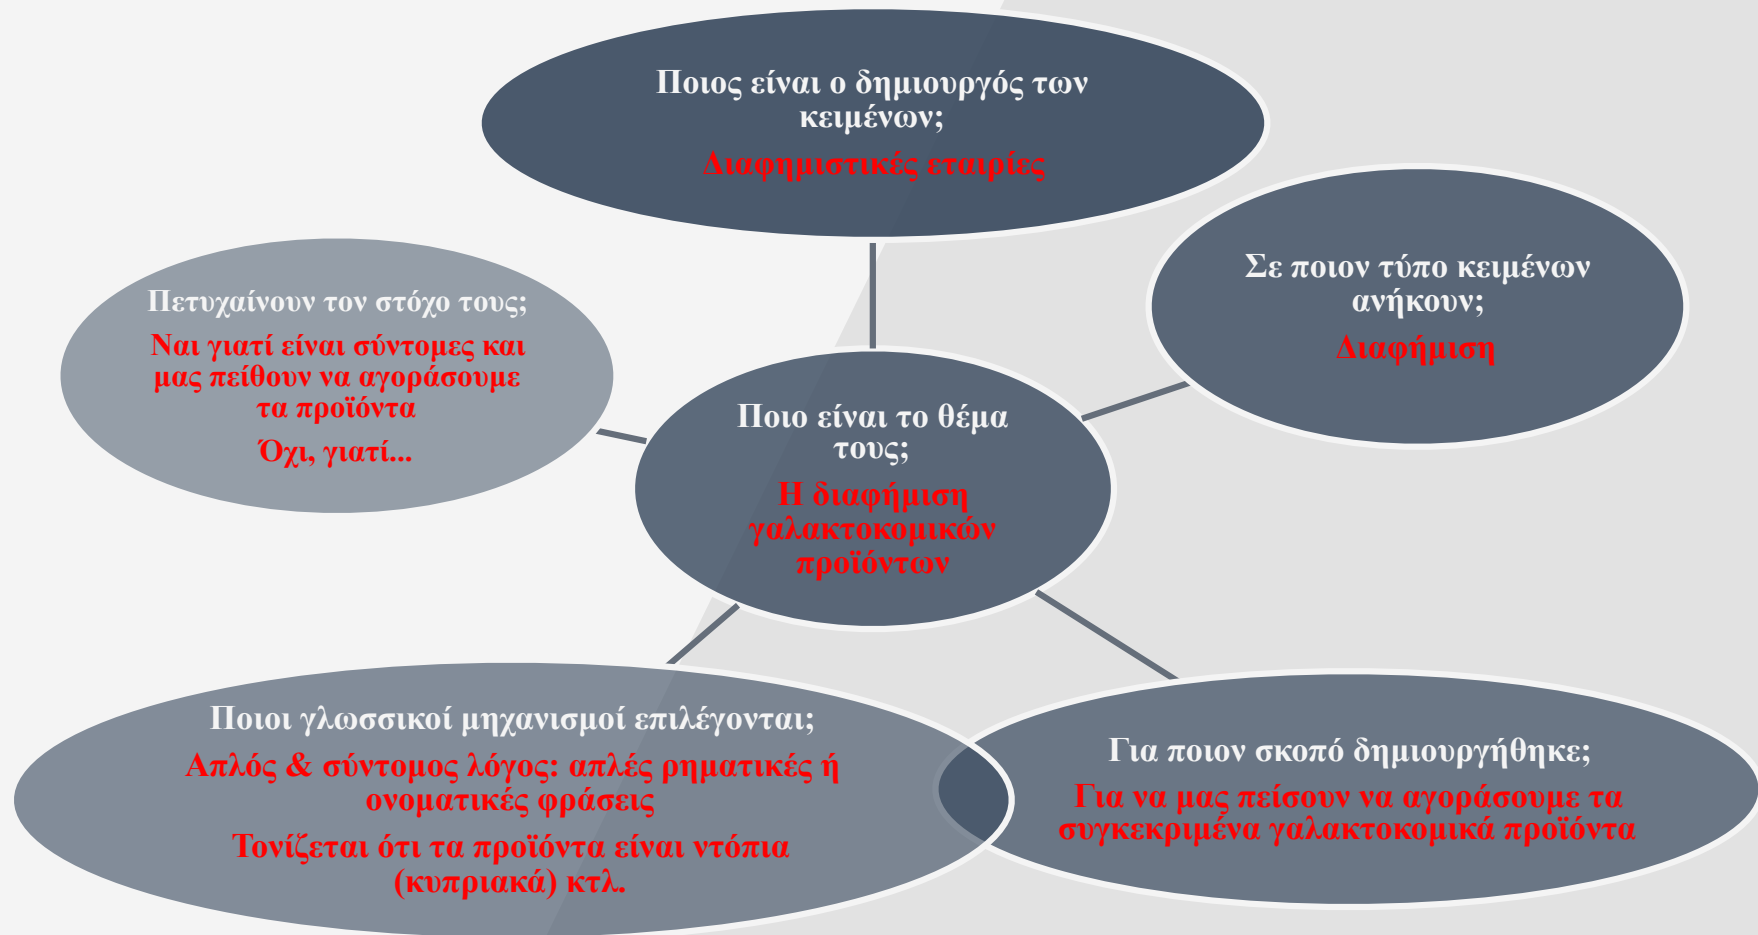 Ποιος είναι ο δημιουργός των
κειμένων;
Διαφημιστικές εταιρίες
Σε ποιον τύπο κειμένων
ανήκουν;
Διαφήμιση
Πετυχαίνουν τον στόχο τους;
Ναι γιατί είναι σύντομες και
μας πείθουν να αγοράσουμε
τα προϊόντα
Όχι, γιατί...
Ποιο είναι το θέμα
τους;
Η διαφήμιση
γαλακτοκομικών
προϊόντων
Ποιοι γλωσσικοί μηχανισμοί επιλέγονται;
Απλός & σύντομος λόγος: απλές ρηματικές ή
ονοματικές φράσεις
Τονίζεται ότι τα προϊόντα είναι ντόπια
(κυπριακά) κτλ.
Για ποιον σκοπό δημιουργήθηκε;
Για να μας πείσουν να αγοράσουμε τα
συγκεκριμένα γαλακτοκομικά προϊόντα